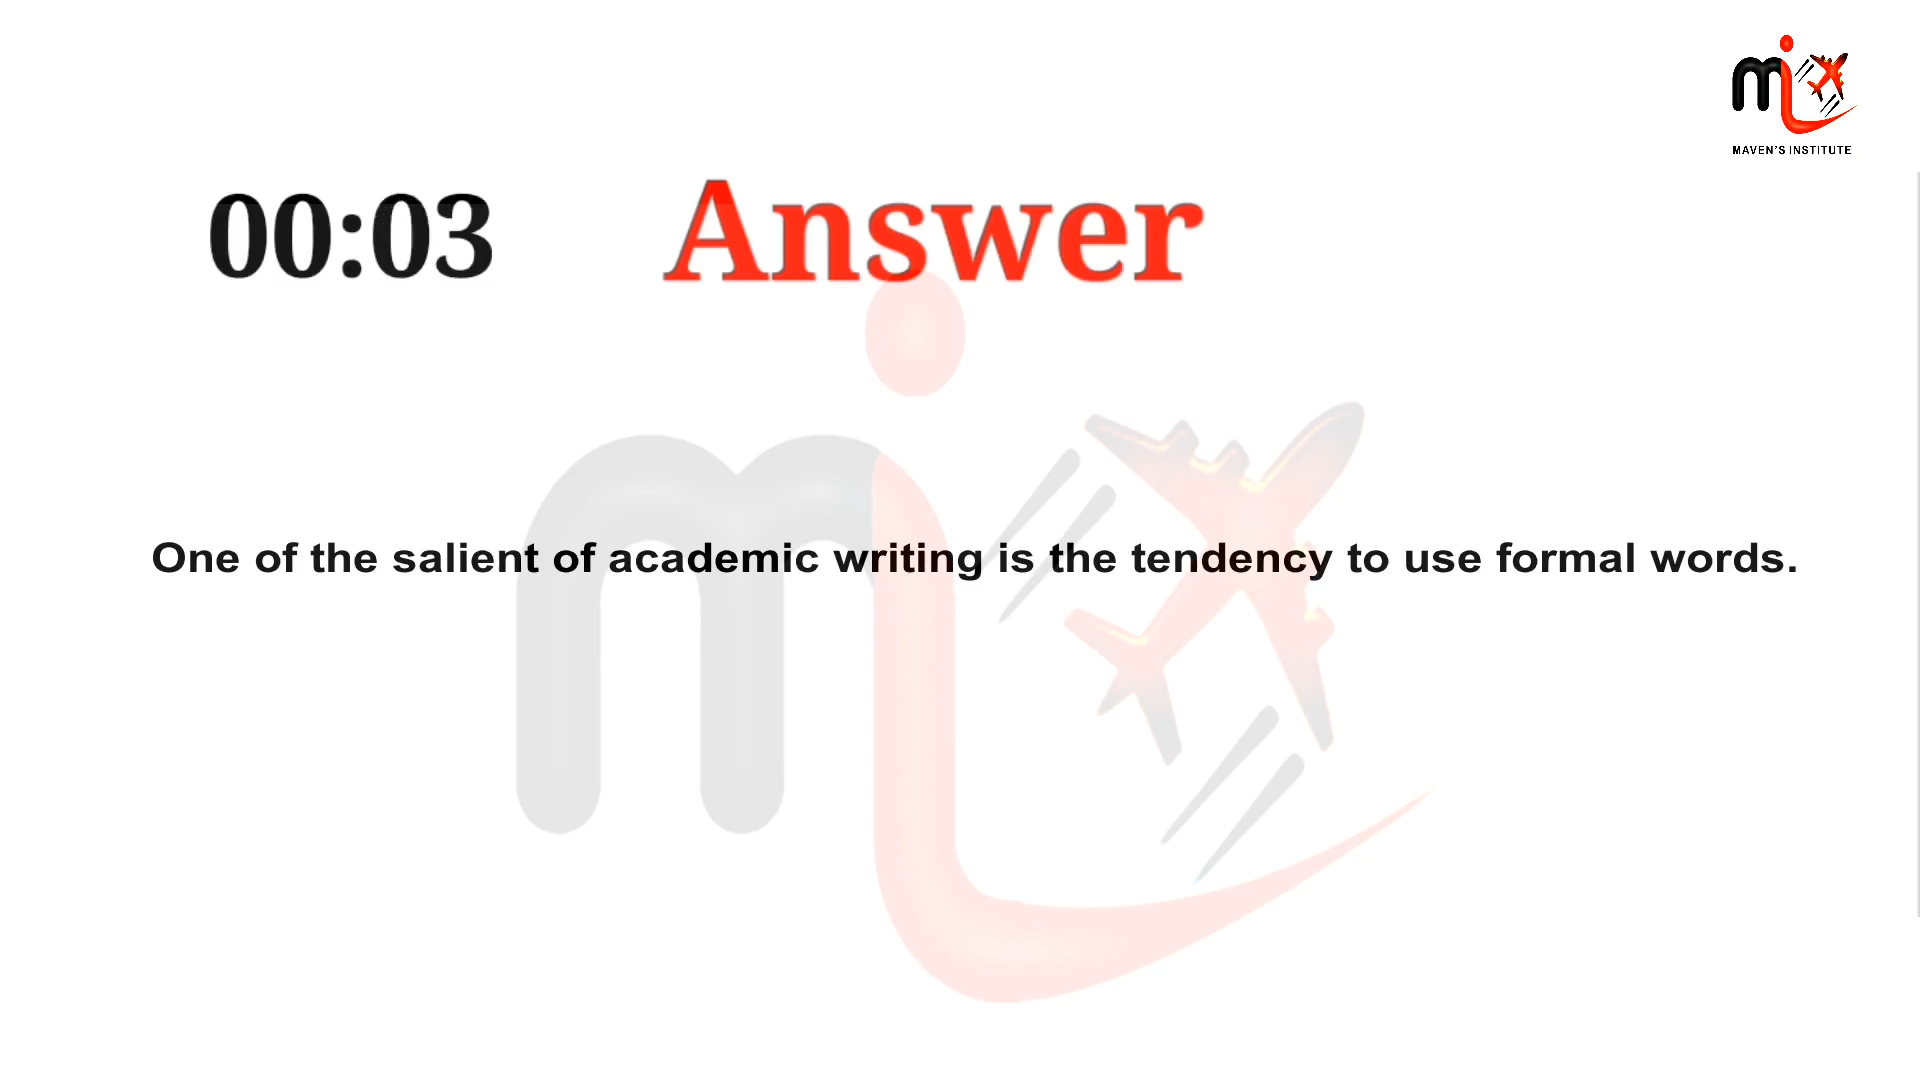 MAVEN'S INSTITUTE
00:03 Answer
One of the salient of academic writing is the tendency to use formal words.